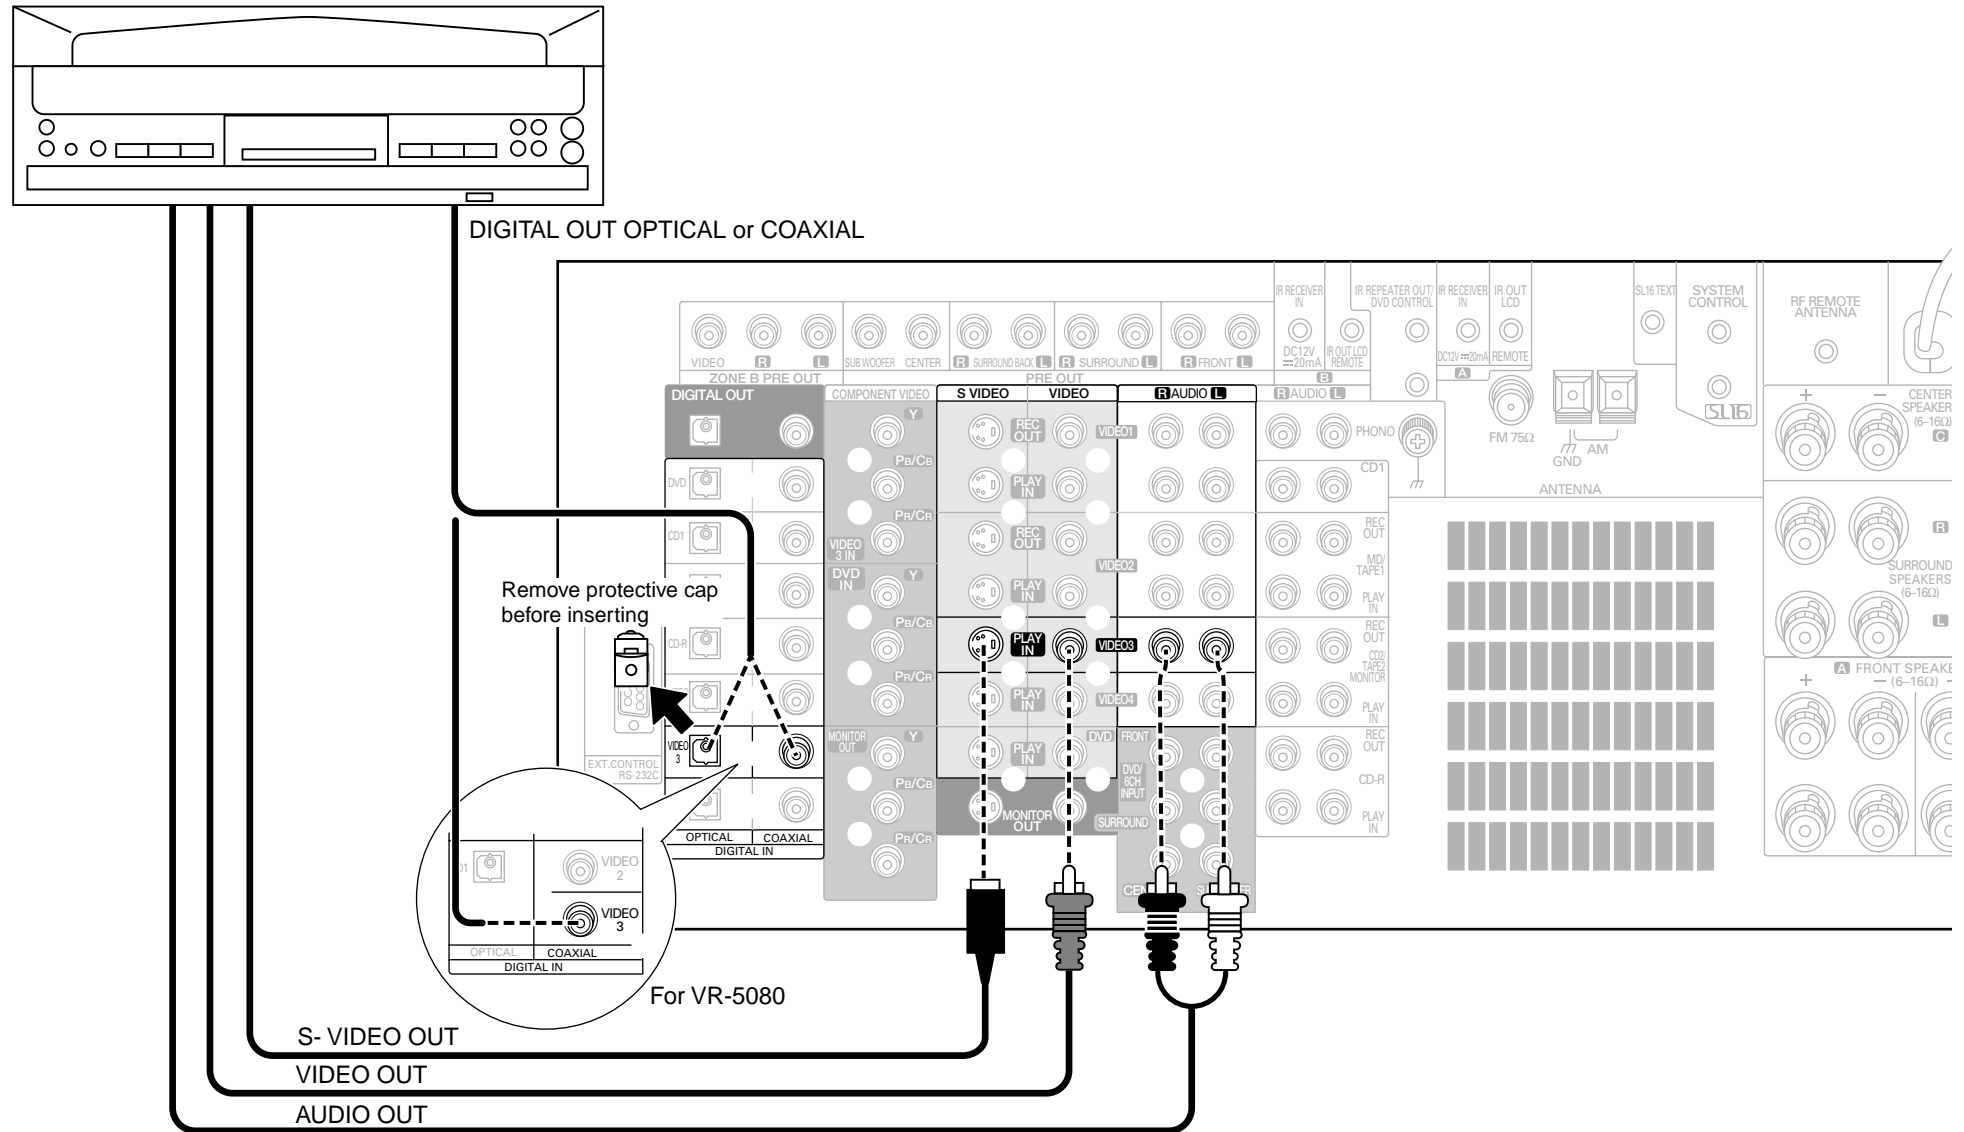 DIGITAL OUT OPTICAL or COAXIAL
IR RECEIVER
IN
IR REPEATER OUT/
DVD CONTROL
IR RECEIVER
IN
IR OUT
LCD
SL16 TEXT
SYSTEM
CONTROL
RF REMOTE
ANTENNA
DC12V
20mA
IR OUT LCD
REMOTE
DC12V 20mA
REMOTE
VIDEO R L
SUB WOOFER CENTER
R SURROUND BACK L
R SURROUND L
R FRONT L
ZONE B PRE OUT
PRE OUT
B
A
DIGITAL OUT
COMPONENT VIDEO
S VIDEO
VIDEO
R AUDIO L
R AUDIO L
SL16
+ −
CENTER
SPEAKER
(6–16Ω)
C
Y
REC
OUT
VIDEO1
PHONO
FM 75Ω
GND
AM
ANTENNA
PB/CB
DVD
PLAY
IN
CD1
PR/CR
CD1
VIDEO
3 IN
REC
OUT
REC
OUT
MD/
TAPE1
R
VIDEO2
DVD
IN
Y
PLAY
IN
PLAY
IN
SURROUND
SPEAKERS
(6–16Ω)
L
Remove protective cap
before inserting
PB/CB
CD-R
PLAY
IN
VIDEO3
REC
OUT
CD2/
TAPE2
MONITOR
A FRONT SPEAKE
(6–16Ω)
+ − −
PR/CR
PLAY
IN
VIDEO4
PLAY
IN
VIDEO
3
MONITOR
OUT
Y
PLAY
IN
DVD
FRONT
REC
OUT
EXT.CONTROL
RS-232C
PB/CB
DVD/
6CH
INPUT
CD-R
MONITOR
OUT
SURROUND
PLAY
IN
OPTICAL COAXIAL
DIGITAL IN
PR/CR
VIDEO
2
VIDEO
3
OPTICAL COAXIAL
DIGITAL IN
For VR-5080
S- VIDEO OUT
VIDEO OUT
AUDIO OUT